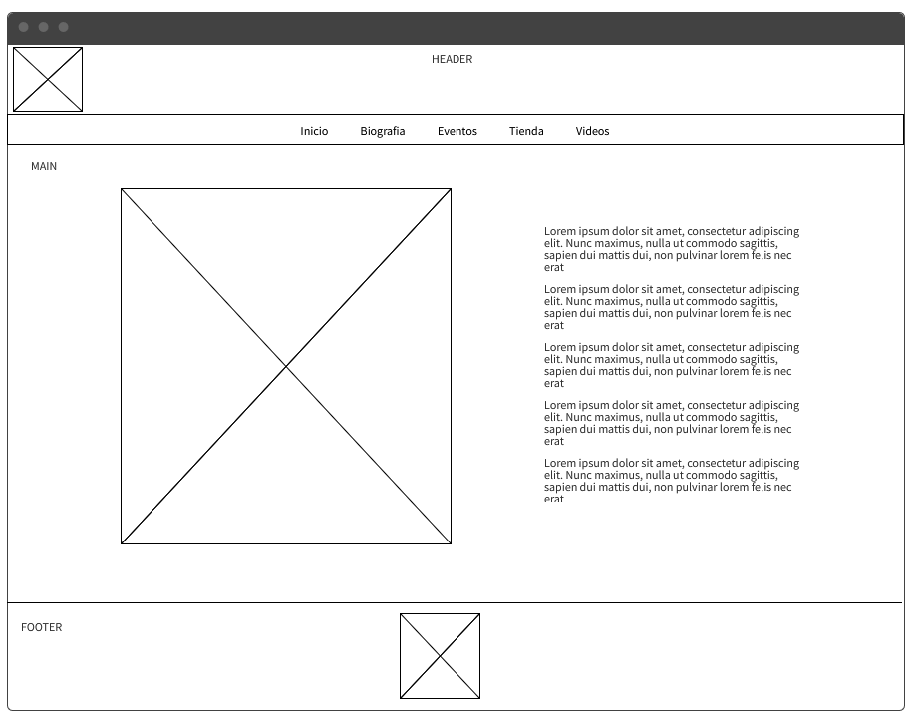 HEADER
Inicio Biografia Eventos Tienda Videos
MAIN
Lorem ipsum dolor sit amet, consectetur adipiscing
elit. Nunc maximus, nulla ut commodo sagittis,
sapien dui mattis dui, non pulvinar lorem felis nec
erat
Lorem ipsum dolor sit amet, consectetur adipiscing
elit. Nunc maximus, nulla ut commodo sagittis,
sapien dui mattis dui, non pulvinar lorem felis nec
erat
Lorem ipsum dolor sit amet, consectetur adipiscing
elit. Nunc maximus, nulla ut commodo sagittis,
sapien dui mattis dui, non pulvinar lorem felis nec
erat
Lorem ipsum dolor sit amet, consectetur adipiscing
elit. Nunc maximus, nulla ut commodo sagittis,
sapien dui mattis dui, non pulvinar lorem felis nec
erat
Lorem ipsum dolor sit amet, consectetur adipiscing
elit. Nunc maximus, nulla ut commodo sagittis,
sapien dui mattis dui, non pulvinar lorem felis nec
erat
FOOTER